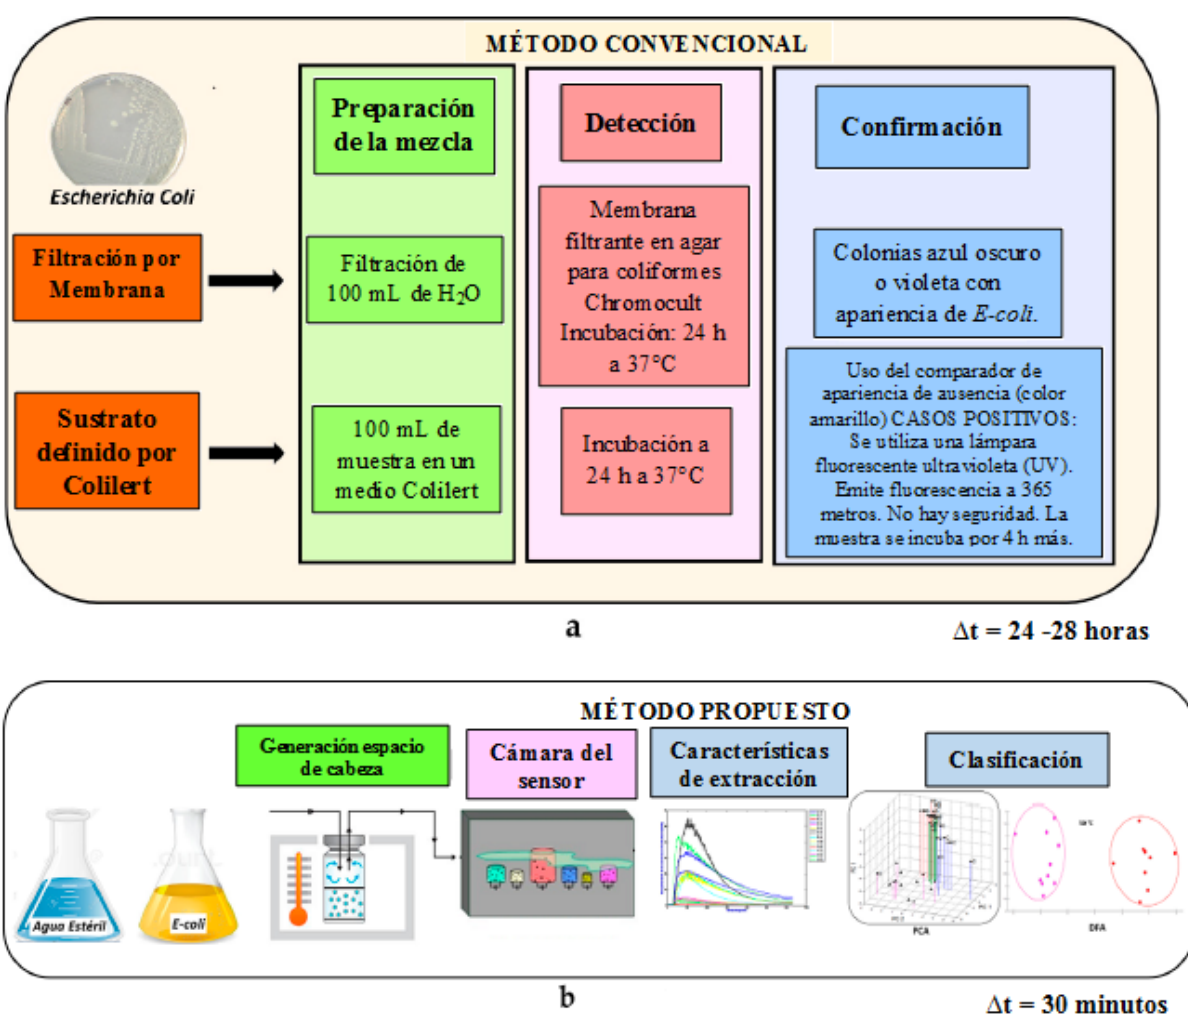 MÉTODO CONVENCIONAL
Escherichia Coli
Preparación
de la mezcla
Detección
Confirmación
Filtración por
Membrana
Filtración de
100 mL de H₂O
Membrana
filtrante en agar
para coliformes
Chromocult
Incubación: 24 h
a 37°C
Colonias azul oscuro
o violeta con
apariencia de E-coli.
Sustrato
definido por
Colilert
100 mL de
muestra en un
medio Colilert
Incubación a
24 h a 37°C
Uso del comparador de
apariencia de ausencia (color
amarillo) CASOS POSITIVOS:
Se utiliza una lámpara
fluorescente ultravioleta (UV).
Emite fluorescencia a 365
metros. No hay seguridad. La
muestra se incuba por 4 h más.
a
Δt = 24 -28 horas
MÉTODO PROPUESTO
Generación espacio
de cabeza
Cámara del
sensor
Características
de extracción
Clasificación
Agua Estéril
E-coli
PCA
DFA
b
Δt = 30 minutos